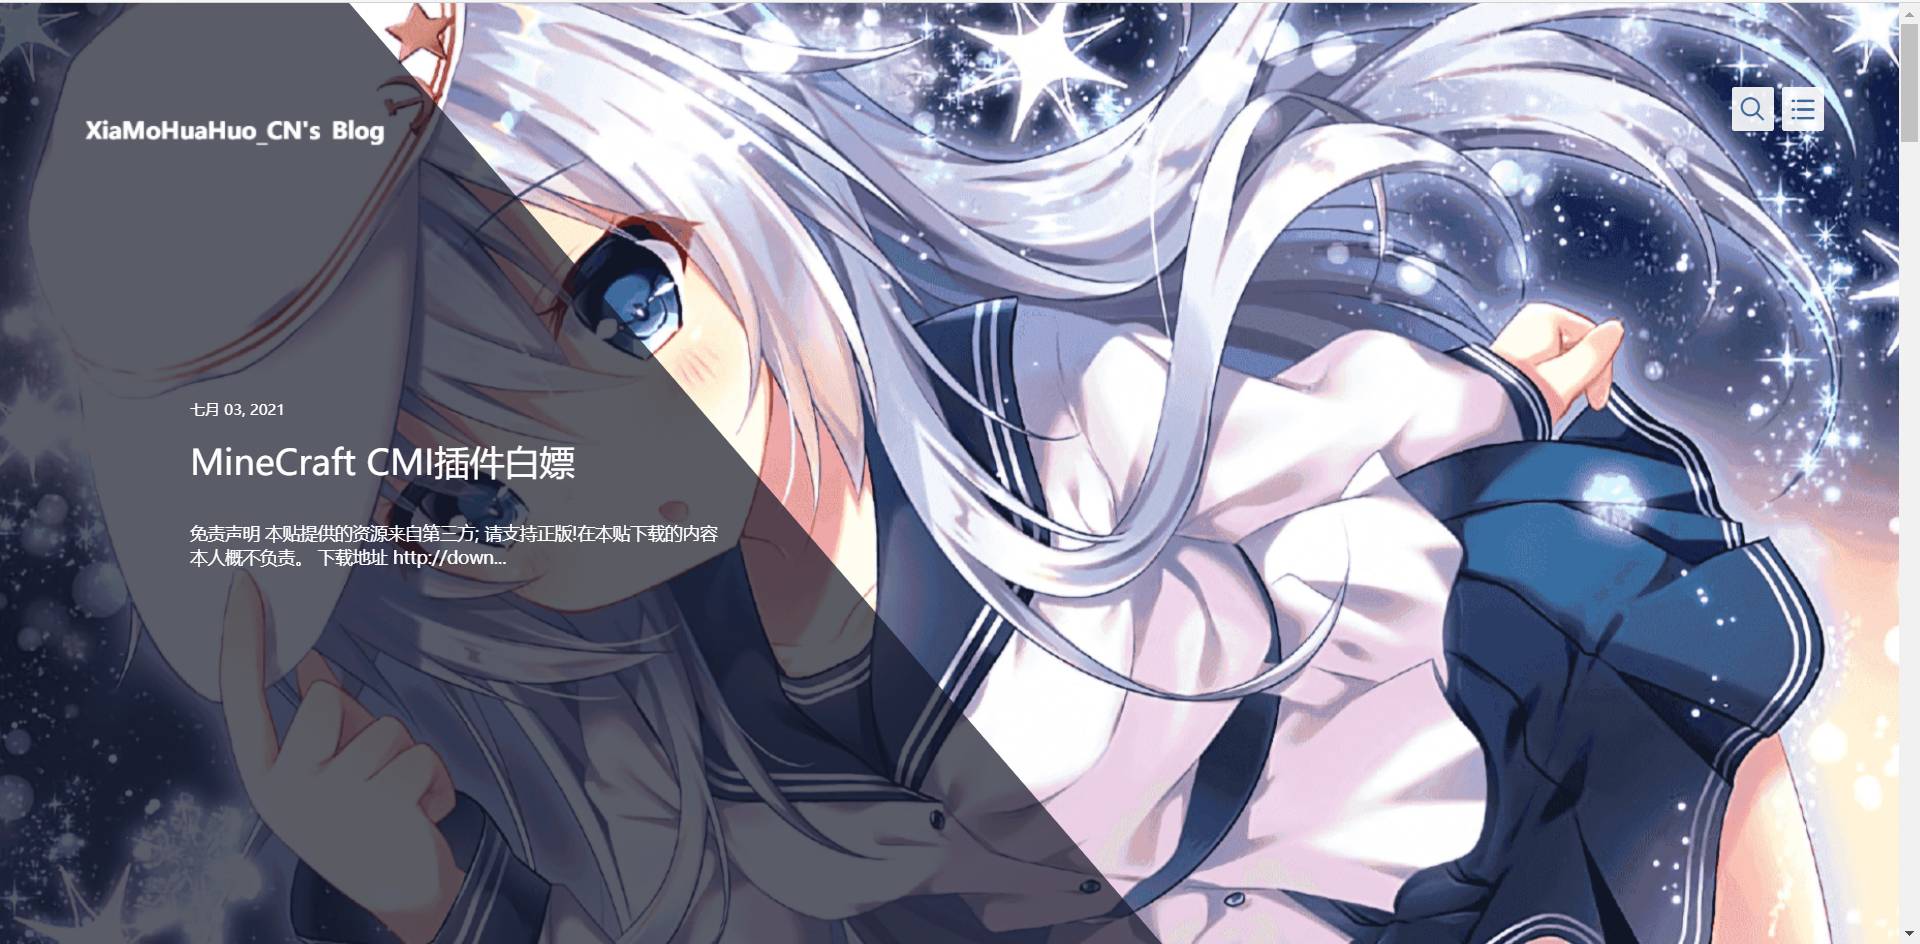 XiaMoHuaHuo_CN's Blog
七月 03, 2021
MineCraft CMI插件白嫖
免责声明 本贴提供的资源来自第三方; 请支持正版!在本贴下载的内容
本人概不负责。 下载地址 http://down...